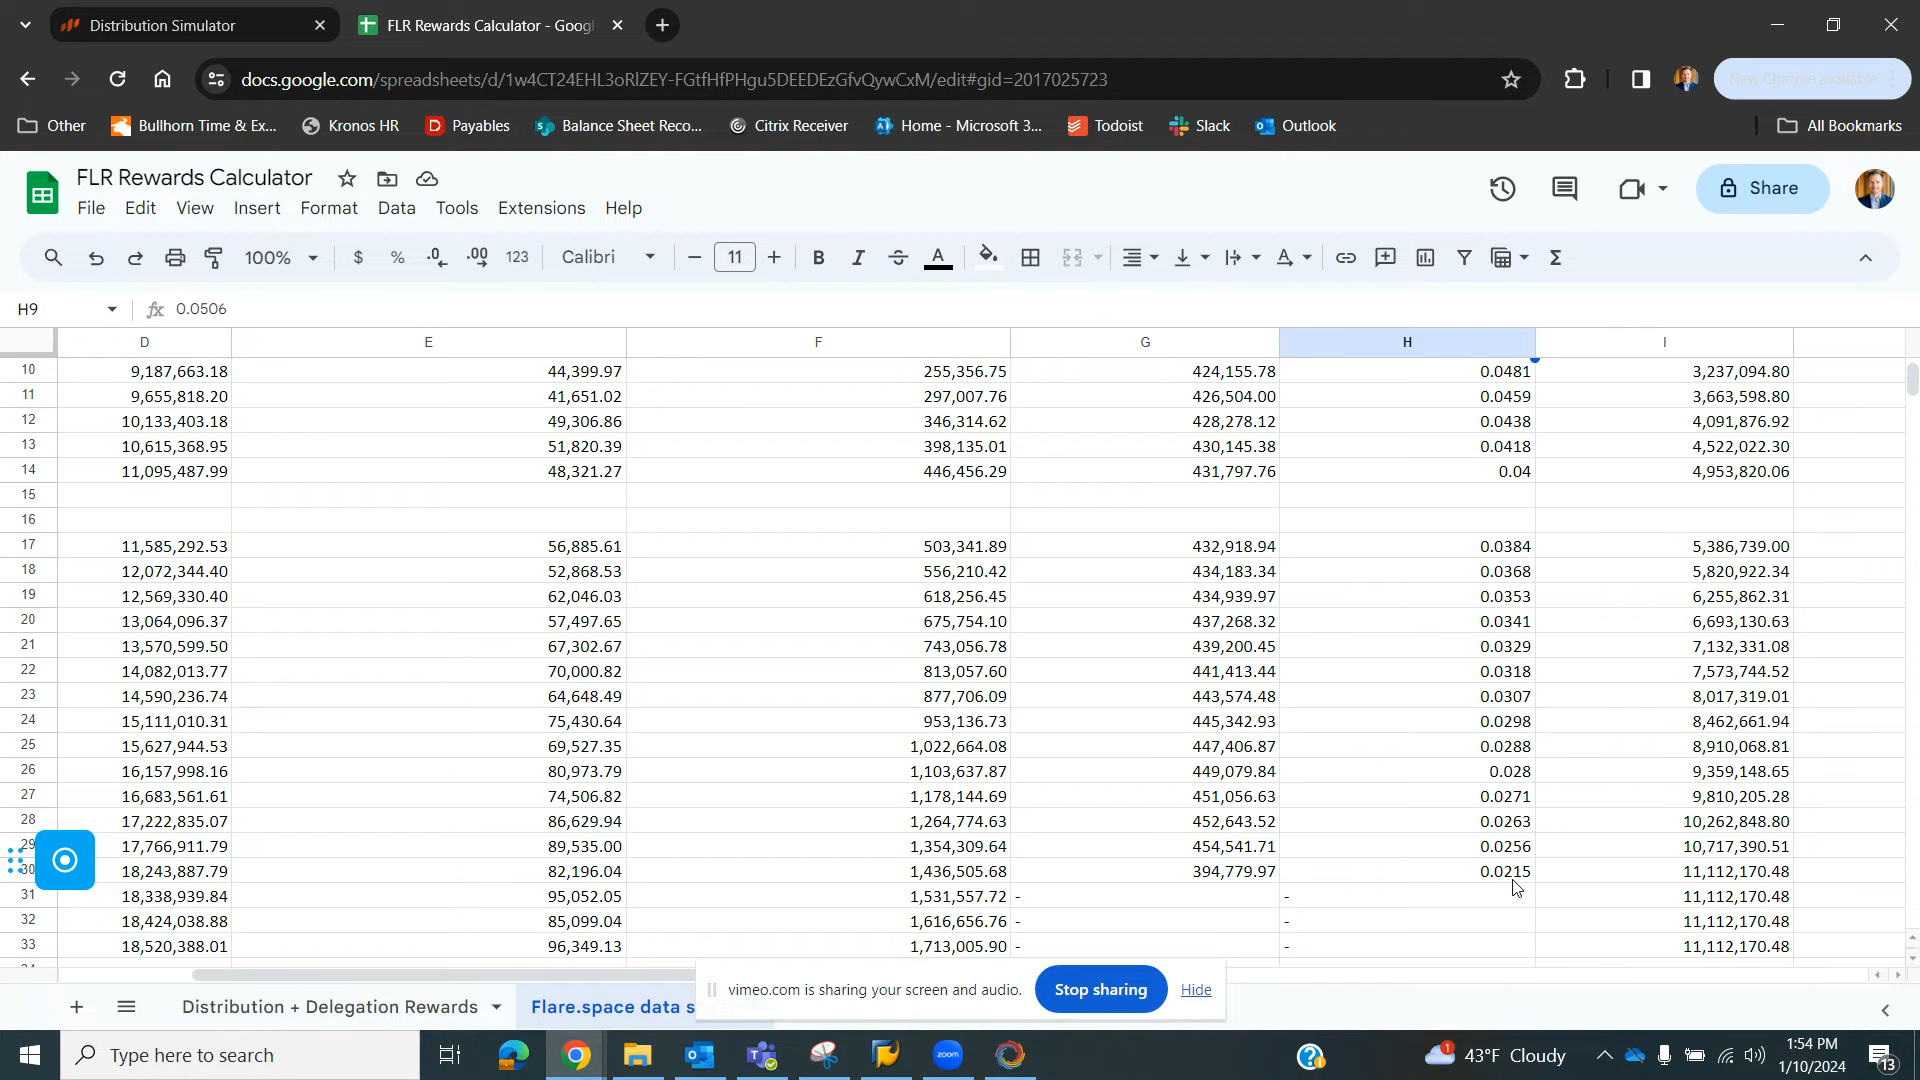 Distribution Simulator
FLR Rewards Calculator - Goog
docs.google.com/spreadsheets/d/1w4CT24EHL3oRlZEY-FGtfHfPHgu5DEEDEzGfvQywCxM/edit#gid=2017025723
New Chrome available
Other Bullhorn Time & Ex... Kronos HR Payables Balance Sheet Reco... Citrix Receiver Home - Microsoft 3... Todoist Slack Outlook All Bookmarks
FLR Rewards Calculator
Share
File Edit View Insert Format Data Tools Extensions Help
100% $ % .0 .00 123 Calibri 11 B I A
H9 fx 0.0506
D E F G H I
10 9,187,663.18 44,399.97 255,356.75 424,155.78 0.0481 3,237,094.80
11 9,655,818.20 41,651.02 297,007.76 426,504.00 0.0459 3,663,598.80
12 10,133,403.18 49,306.86 346,314.62 428,278.12 0.0438 4,091,876.92
13 10,615,368.95 51,820.39 398,135.01 430,145.38 0.0418 4,522,022.30
14 11,095,487.99 48,321.27 446,456.29 431,797.76 0.04 4,953,820.06
15
16
17 11,585,292.53 56,885.61 503,341.89 432,918.94 0.0384 5,386,739.00
18 12,072,344.40 52,868.53 556,210.42 434,183.34 0.0368 5,820,922.34
19 12,569,330.40 62,046.03 618,256.45 434,939.97 0.0353 6,255,862.31
20 13,064,096.37 57,497.65 675,754.10 437,268.32 0.0341 6,693,130.63
21 13,570,599.50 67,302.67 743,056.78 439,200.45 0.0329 7,132,331.08
22 14,082,013.77 70,000.82 813,057.60 441,413.44 0.0318 7,573,744.52
23 14,590,236.74 64,648.49 877,706.09 443,574.48 0.0307 8,017,319.01
24 15,111,010.31 75,430.64 953,136.73 445,342.93 0.0298 8,462,661.94
25 15,627,944.53 69,527.35 1,022,664.08 447,406.87 0.0288 8,910,068.81
26 16,157,998.16 80,973.79 1,103,637.87 449,079.84 0.028 9,359,148.65
27 16,683,561.61 74,506.82 1,178,144.69 451,056.63 0.0271 9,810,205.28
28 17,222,835.07 86,629.94 1,264,774.63 452,643.52 0.0263 10,262,848.80
29 17,766,911.79 89,535.00 1,354,309.64 454,541.71 0.0256 10,717,390.51
30 18,243,887.79 82,196.04 1,436,505.68 394,779.97 0.0215 11,112,170.48
31 18,338,939.84 95,052.05 1,531,557.72 - - 11,112,170.48
32 18,424,038.88 85,099.04 1,616,656.76 - - 11,112,170.48
33 18,520,388.01 96,349.13 1,713,005.90 - - 11,112,170.48
vimeo.com is sharing your screen and audio. Stop sharing Hide
Distribution + Delegation Rewards Flare.space data s
Type here to search
zoom
1 43°F Cloudy
1:54 PM
1/10/2024
13